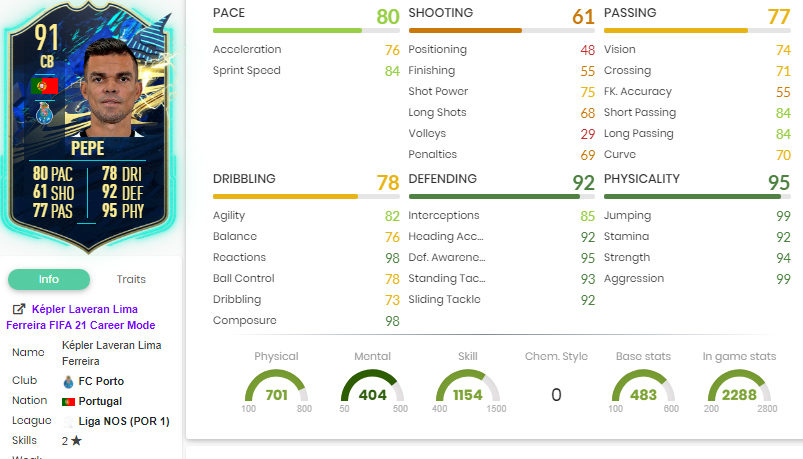 91
CB
PEPE
80 PAC 78 DRI
61 SHO 92 DEF
77 PAS 95 PHY
Info Traits
Képler Laveran Lima
Ferreira FIFA 21 Career Mode
Name Képler Laveran Lima
Ferreira
Club FC Porto
Nation Portugal
League Liga NOS (POR 1)
Skills 2 ★
PACE 80
Acceleration 76
Sprint Speed 84
SHOOTING 61
Positioning 48
Finishing 55
Shot Power 75
Long Shots 68
Volleys 29
Penalties 69
PASSING 77
Vision 74
Crossing 71
FK. Accuracy 55
Short Passing 84
Long Passing 84
Curve 70
DRIBBLING 78
Agility 82
Balance 76
Reactions 98
Ball Control 78
Dribbling 73
Composure 98
DEFENDING 92
Interceptions 85
Heading Acc... 92
Def. Awarene... 95
Standing Tac... 93
Sliding Tackle 92
PHYSICALITY 95
Jumping 99
Stamina 92
Strength 94
Aggression 99
Physical
701
100 800
Mental
404
50 500
Skill
1154
400 1500
Chem. Style
0
Base stats
483
100 600
In game stats
2288
200 2800